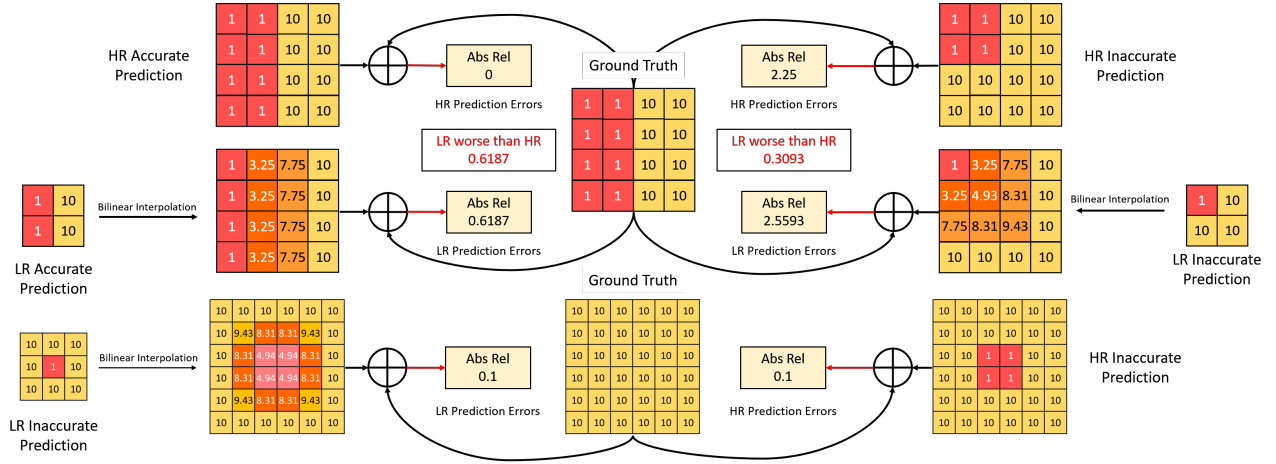 HR Accurate
Prediction
1 1 10 10
1 1 10 10
1 1 10 10
1 1 10 10
Abs Rel
0
HR Prediction Errors
Ground Truth
1 1 10 10
1 1 10 10
1 1 10 10
1 1 10 10
Abs Rel
2.25
HR Prediction Errors
1 1 10 10
1 1 10 10
10 10 10 10
10 10 10 10
HR Inaccurate
Prediction
LR worse than HR
0.6187
LR worse than HR
0.3093
1 10
1 10
LR Accurate
Prediction
Bilinear Interpolation
1 3.25 7.75 10
1 3.25 7.75 10
1 3.25 7.75 10
1 3.25 7.75 10
Abs Rel
0.6187
LR Prediction Errors
Abs Rel
2.5593
LR Prediction Errors
1 3.25 7.75 10
3.25 4.93 8.31 10
7.75 8.31 9.43 10
10 10 10 10
Bilinear Interpolation
1 10
10 10
LR Inaccurate
Prediction
Ground Truth
10 10 10
10 1 10
10 10 10
LR Inaccurate
Prediction
Bilinear Interpolation
10 10 10 10 10 10
10 9.43 8.31 8.31 9.43 10
10 8.31 4.94 4.94 8.31 10
10 8.31 4.94 4.94 8.31 10
10 9.43 8.31 8.31 9.43 10
10 10 10 10 10 10
Abs Rel
0.1
LR Prediction Errors
10 10 10 10 10 10
10 10 10 10 10 10
10 10 10 10 10 10
10 10 10 10 10 10
10 10 10 10 10 10
10 10 10 10 10 10
Abs Rel
0.1
HR Prediction Errors
10 10 10 10 10 10
10 10 10 10 10 10
10 10 1 1 10 10
10 10 1 1 10 10
10 10 10 10 10 10
10 10 10 10 10 10
HR Inaccurate
Prediction